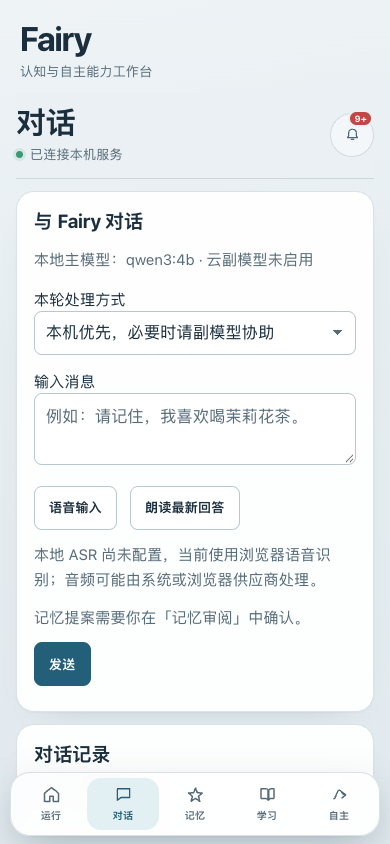 Fairy
认知与自主能力工作台
对话
9+
已连接本机服务
与 Fairy 对话
本地主模型：qwen3:4b · 云副模型未启用
本轮处理方式
本机优先，必要时请副模型协助
输入消息
例如：请记住，我喜欢喝茉莉花茶。
语音输入
朗读最新回答
本地 ASR 尚未配置，当前使用浏览器语音识
别；音频可能由系统或浏览器供应商处理。
记忆提案需要你在「记忆审阅」中确认。
发送
对话记录
运行
对话
记忆
学习
自主